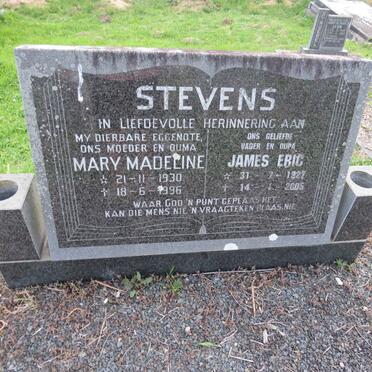 STEVENS
IN LIEFDEVOLLE HERINNERING AAN
MY DIERBARE EGGENOTE,
ONS MOEDER EN OUMA
MARY MADELINE
☆ 21-11-1930
✝ 18-6-1996
ONS GELIEFDE
VADER EN OUPA
JAMES ERIC
☆ 31-7-1927
14 2005
WAAR GOD 'N PUNT GEPLAAS HET
KAN DIE MENS NIE 'N VRAAGTEKEN PLAAS NIE